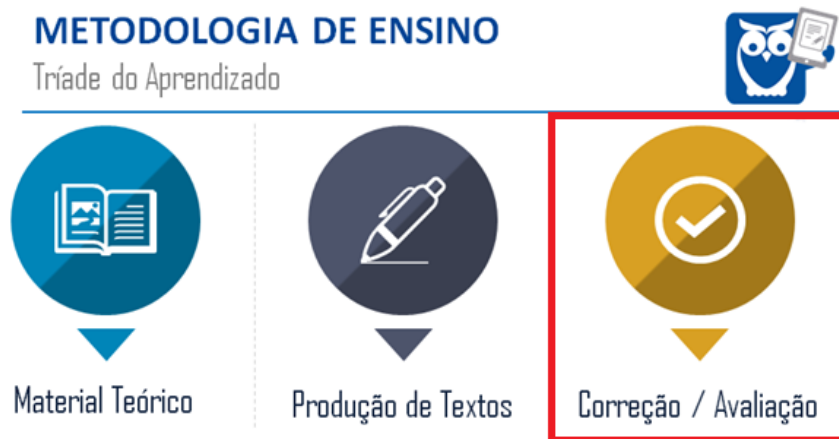 METODOLOGIA DE ENSINO
Tríade do Aprendizado
Material Teórico
Produção de Textos
Correção / Avaliação